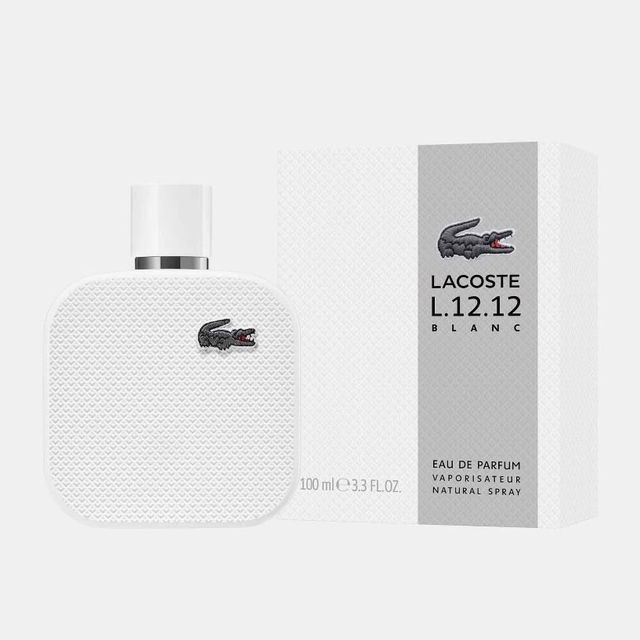 LACOSTE
L.12.12
BLANC
EAU DE PARFUM
VAPORISATEUR
NATURAL SPRAY
100 ml ℮ 3.3 FL.OZ.